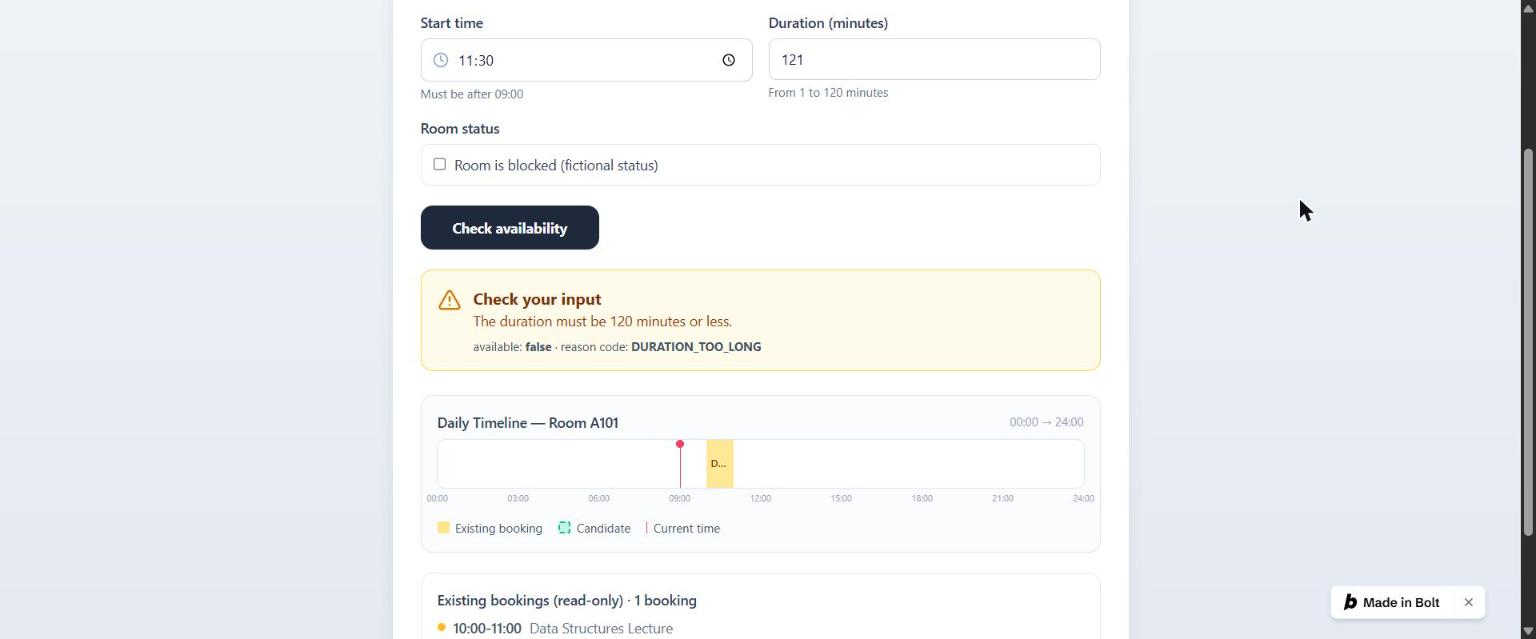 Start time
Duration (minutes)
11:30
121
Must be after 09:00
From 1 to 120 minutes
Room status
Room is blocked (fictional status)
Check availability
Check your input
The duration must be 120 minutes or less.
available: false · reason code: DURATION_TOO_LONG
Daily Timeline — Room A101
00:00 → 24:00
D...
00:00 03:00 06:00 09:00 12:00 15:00 18:00 21:00 24:00
Existing booking Candidate Current time
Existing bookings (read-only) · 1 booking
10:00-11:00 Data Structures Lecture
b Made in Bolt ×